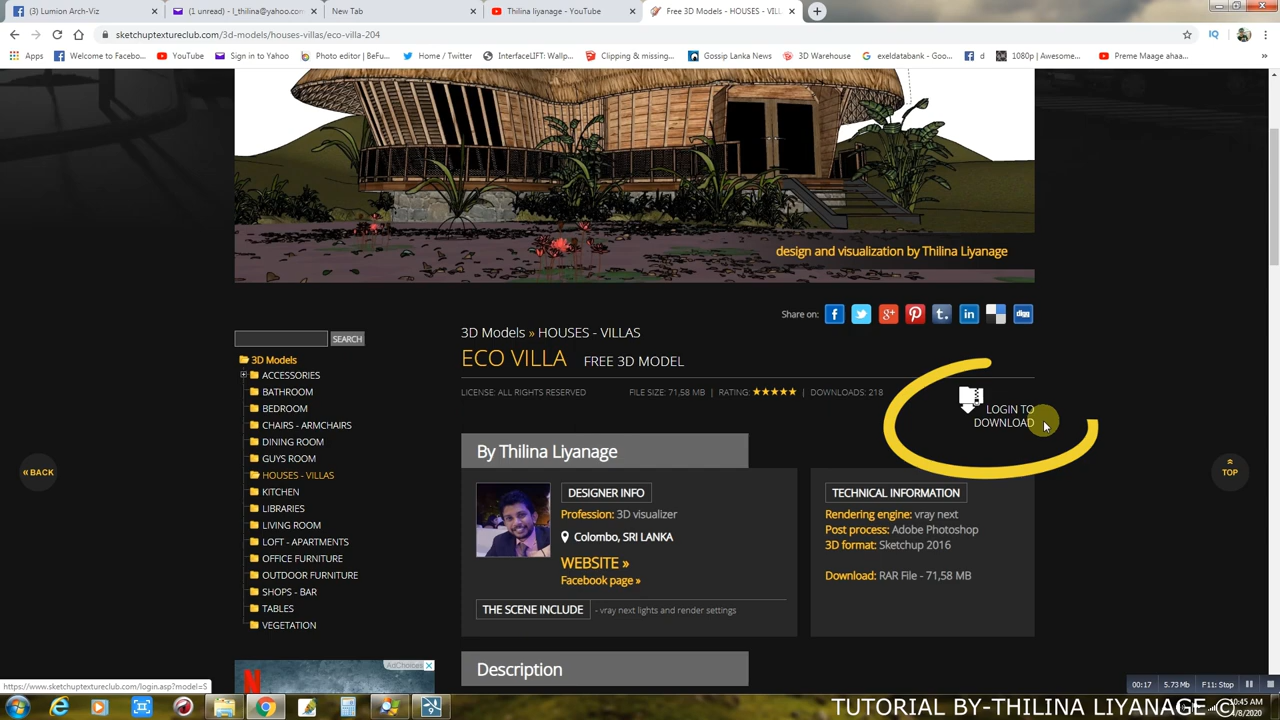 (3) Lumion Arch-Viz
(1 unread) - l_thilina@yahoo.com
New Tab
Thilina liyanage - YouTube
Free 3D Models - HOUSES - VILL
sketchuptextureclub.com/3d-models/houses-villas/eco-villa-204
Apps
Welcome to Facebo...
YouTube
Sign in to Yahoo
Photo editor | BeFu...
Home / Twitter
InterfaceLIFT: Wallp...
Clipping & missing...
Gossip Lanka News
3D Warehouse
exeldatabank - Goo...
d
1080p | Awesome...
Preme Maage ahaa...
design and visualization by Thilina Liyanage
Share on:
SEARCH
3D Models
ACCESSORIES
BATHROOM
BEDROOM
CHAIRS - ARMCHAIRS
DINING ROOM
GUYS ROOM
HOUSES - VILLAS
KITCHEN
LIBRARIES
LIVING ROOM
LOFT - APARTMENTS
OFFICE FURNITURE
OUTDOOR FURNITURE
SHOPS - BAR
TABLES
VEGETATION
« BACK
3D Models » HOUSES - VILLAS
ECO VILLA FREE 3D MODEL
LICENSE: ALL RIGHTS RESERVED FILE SIZE: 71,58 MB | RATING: ★★★★★ | DOWNLOADS: 218
LOGIN TO
DOWNLOAD
TOP
By Thilina Liyanage
DESIGNER INFO
Profession: 3D visualizer
Colombo, SRI LANKA
WEBSITE »
Facebook page »
THE SCENE INCLUDE - vray next lights and render settings
TECHNICAL INFORMATION
Rendering engine: vray next
Post process: Adobe Photoshop
3D format: Sketchup 2016
Download: RAR File - 71,58 MB
Description
AdChoices
N
https://www.sketchuptextureclub.com/login.asp?model=S
00:17 5.73 Mb F11: Stop
TUTORIAL BY-THILINA LIYANAGE ©